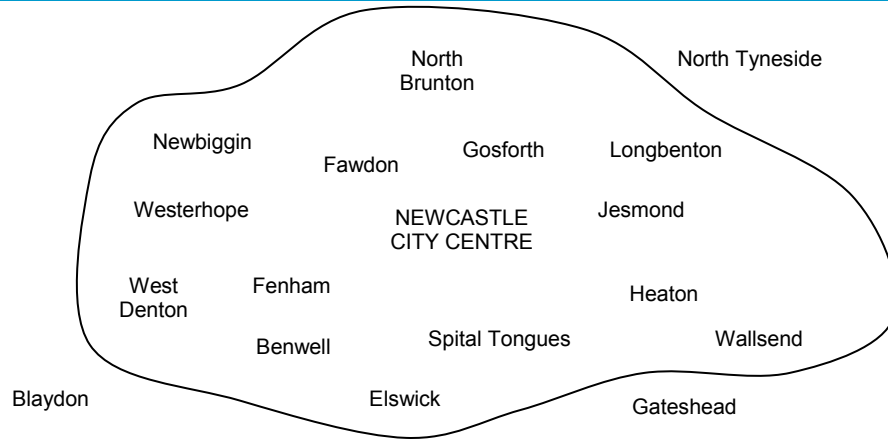 North
Brunton
North Tyneside
Newbiggin
Fawdon
Gosforth
Longbenton
Westerhope
NEWCASTLE
CITY CENTRE
Jesmond
West
Denton
Fenham
Heaton
Benwell
Spital Tongues
Wallsend
Blaydon
Elswick
Gateshead